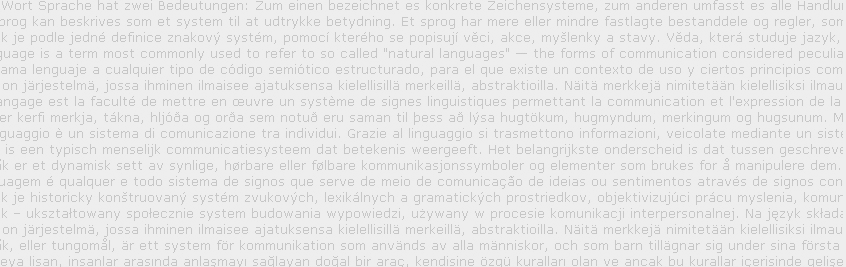 Wort Sprache hat zwei Bedeutungen: Zum einen bezeichnet es konkrete Zeichensysteme, zum anderen umfasst es alle Handlu
prog kan beskrives som et system til at udtrykke betydning. Et sprog har mere eller mindre fastlagte bestanddele og regler, som
k je podle jedné definice znakový systém, pomocí kterého se popisují věci, akce, myšlenky a stavy. Věda, která studuje jazyk,
guage is a term most commonly used to refer to so called "natural languages" — the forms of communication considered peculia
ama lenguaje a cualquier tipo de código semiótico estructurado, para el que existe un contexto de uso y ciertos principios com
on järjestelmä, jossa ihminen ilmaisee ajatuksensa kielellisillä merkeillä, abstraktioilla. Näitä merkkejä nimitetään kielellisiksi ilmau
angage est la faculté de mettre en œuvre un système de signes linguistiques permettant la communication et l'expression de la
er kerfi merkja, tákna, hljóða og orða sem notuð eru saman til þess að lýsa hugtökum, hugmyndum, merkingum og hugsunum. M
guaggio è un sistema di comunicazione tra individui. Grazie al linguaggio si trasmettono informazioni, veicolate mediante un siste
is een typisch menselijk communicatiesysteem dat betekenis weergeeft. Het belangrijkste onderscheid is dat tussen geschreve
åk er et dynamisk sett av synlige, hørbare eller følbare kommunikasjonssymboler og elementer som brukes for å manipulere dem.
uagem é qualquer e todo sistema de signos que serve de meio de comunicação de ideias ou sentimentos através de signos con
k je historicky konštruovaný systém zvukových, lexikálnych a gramatických prostriedkov, objektivizujúci prácu myslenia, komun
k – ukształtowany społecznie system budowania wypowiedzi, używany w procesie komunikacji interpersonalnej. Na język składa
on järjestelmä, jossa ihminen ilmaisee ajatuksensa kielellisillä merkeillä, abstraktioilla. Näitä merkkejä nimitetään kielellisiksi ilmau
åk, eller tungomål, är ett system för kommunikation som används av alla människor, och som barn tillägnar sig under sina första
eya lisan, insanlar arasında anlaşmayı sağlayan doğal bir araç, kendisine özgü kuralları olan ve ancak bu kurallar içerisinde gelişe